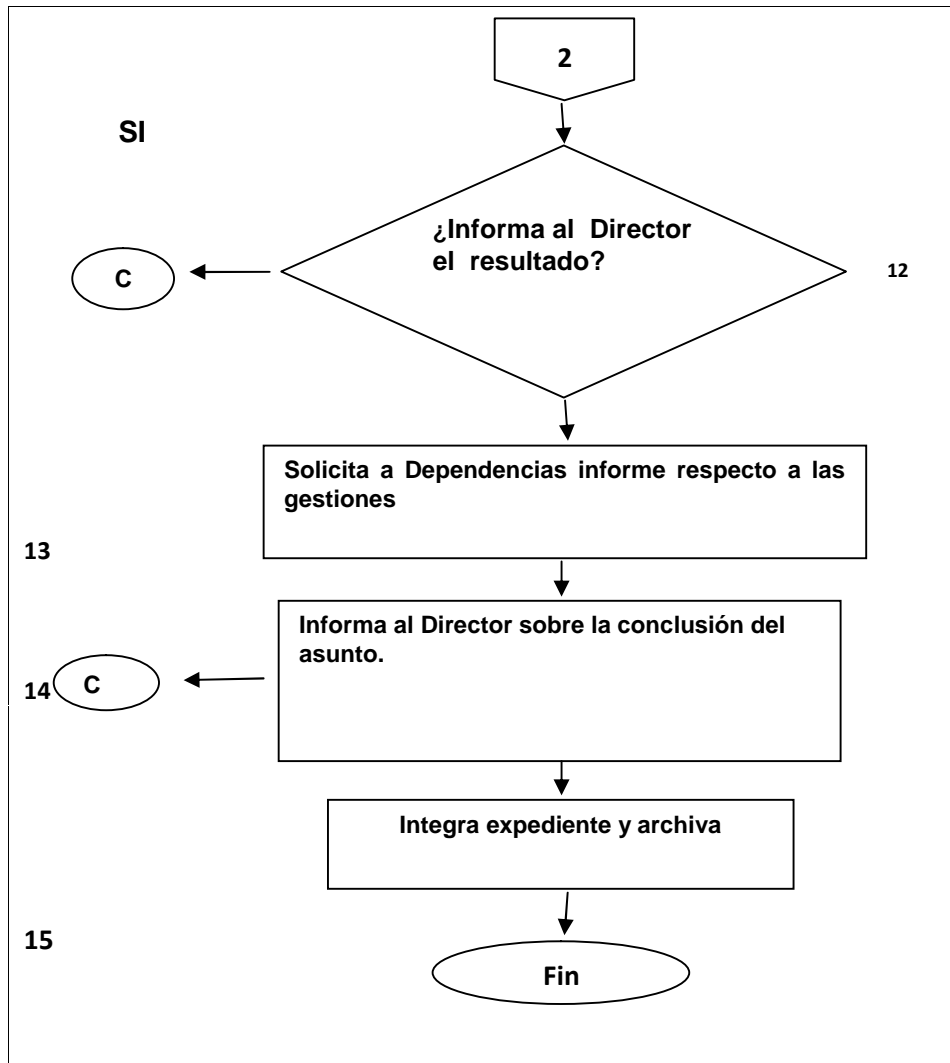 2
SI
¿Informa al Director
el resultado?
C
12
Solicita a Dependencias informe respecto a las
gestiones
13
Informa al Director sobre la conclusión del
asunto.
14
C
Integra expediente y archiva
15
Fin